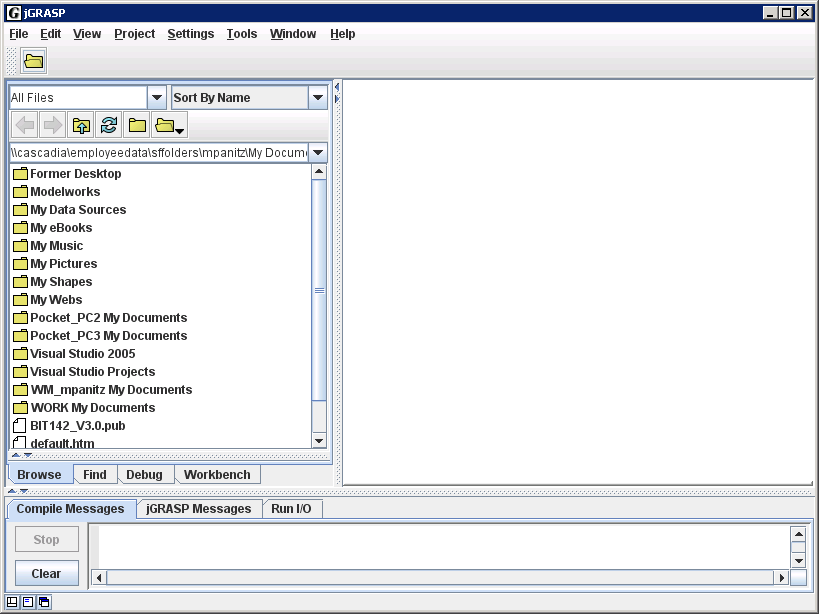 jGRASP
File Edit View Project Settings Tools Window Help
All Files Sort By Name
\\cascadia\employeedata\sffolders\mpanitz\My Docum
Former Desktop
Modelworks
My Data Sources
My eBooks
My Music
My Pictures
My Shapes
My Webs
Pocket_PC2 My Documents
Pocket_PC3 My Documents
Visual Studio 2005
Visual Studio Projects
WM_mpanitz My Documents
WORK My Documents
BIT142_V3.0.pub
default.htm
Browse Find Debug Workbench
Compile Messages jGRASP Messages Run I/O
Stop
Clear